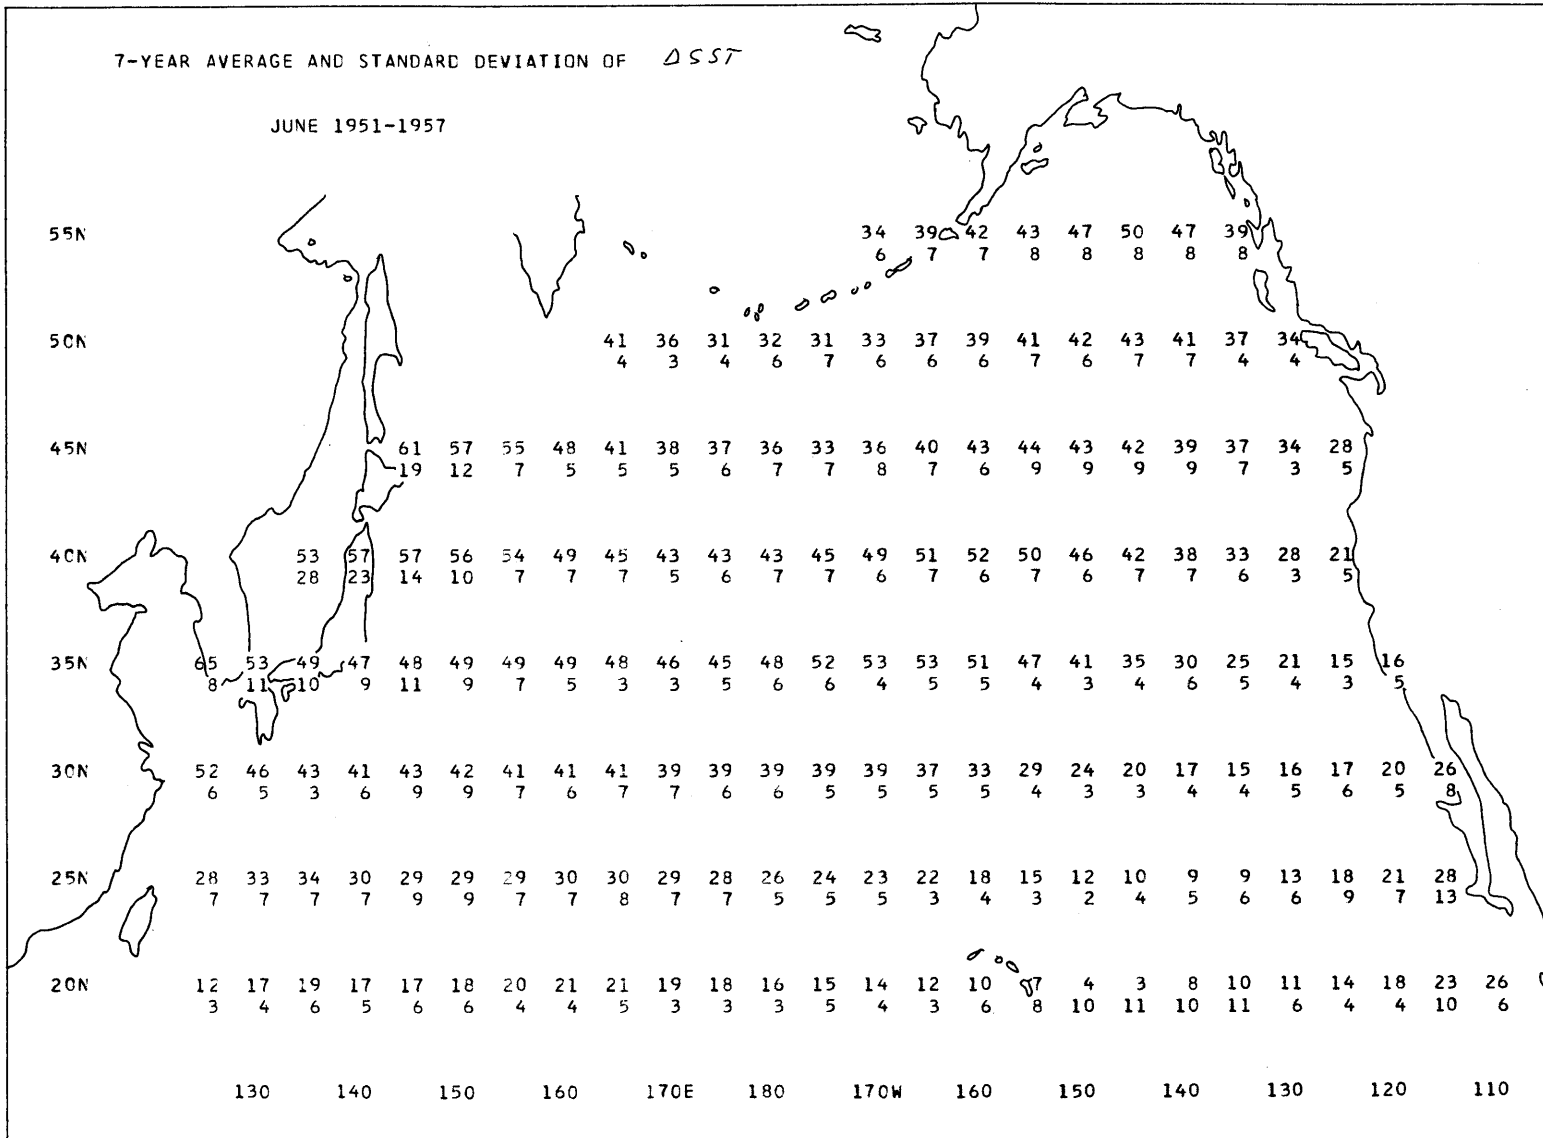 7-YEAR AVERAGE AND STANDARD DEVIATION OF ΔSST
JUNE 1951-1957
55N 34 39 42 43 47 50 47 39
6 7 7 8 8 8 8 8
50N 41 36 31 32 31 33 37 39 41 42 43 41 37 34
4 3 4 6 7 6 6 6 7 6 7 7 4 4
45N 61 57 55 48 41 38 37 36 33 36 40 43 44 43 42 39 37 34 28
19 12 7 5 5 5 6 7 7 8 7 6 9 9 9 9 7 3 5
40N 53 57 57 56 54 49 45 43 43 43 45 49 51 52 50 46 42 38 33 28 21
28 23 14 10 7 7 7 5 6 7 7 6 7 6 7 6 7 7 6 3 5
35N 65 53 49 47 48 49 49 49 48 46 45 48 52 53 53 51 47 41 35 30 25 21 15 16
8 11 10 9 11 9 7 5 3 3 5 6 6 4 5 5 4 3 4 6 5 4 3 5
30N 52 46 43 41 43 42 41 41 41 39 39 39 39 39 37 33 29 24 20 17 15 16 17 20 26
6 5 3 6 9 9 7 6 7 7 6 6 5 5 5 5 4 3 3 4 4 5 6 5 8
25N 28 33 34 30 29 29 29 30 30 29 28 26 24 23 22 18 15 12 10 9 9 13 18 21 28
7 7 7 7 9 9 7 7 8 7 7 5 5 5 3 4 3 2 4 5 6 6 9 7 13
20N 12 17 19 17 17 18 20 21 21 19 18 16 15 14 12 10 7 4 3 8 10 11 14 18 23 26
3 4 6 5 6 6 4 4 5 3 3 3 5 4 3 6 8 10 11 10 11 6 4 4 10 6
130 140 150 160 170E 180 170W 160 150 140 130 120 110